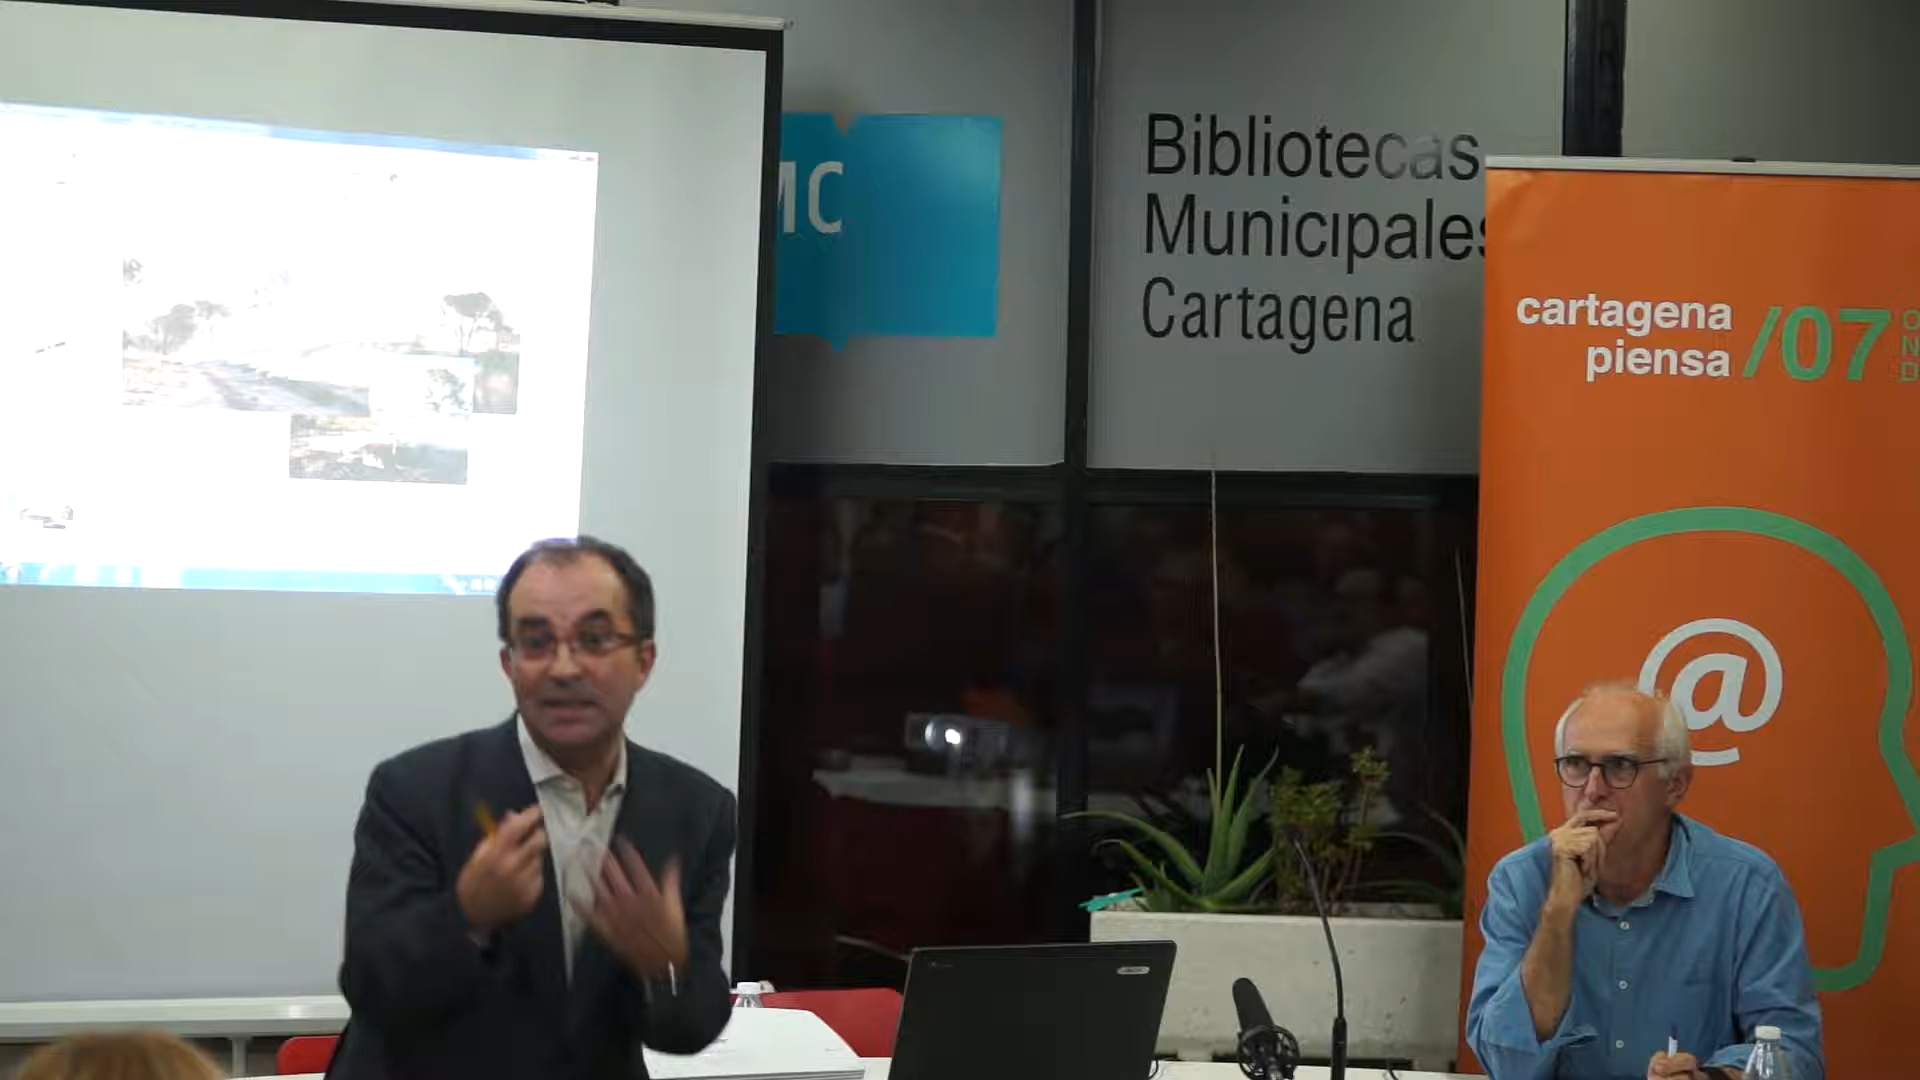 MC
Bibliotecas
Municipales
Cartagena
cartagena
piensa
/07
O
N
D
@
acer